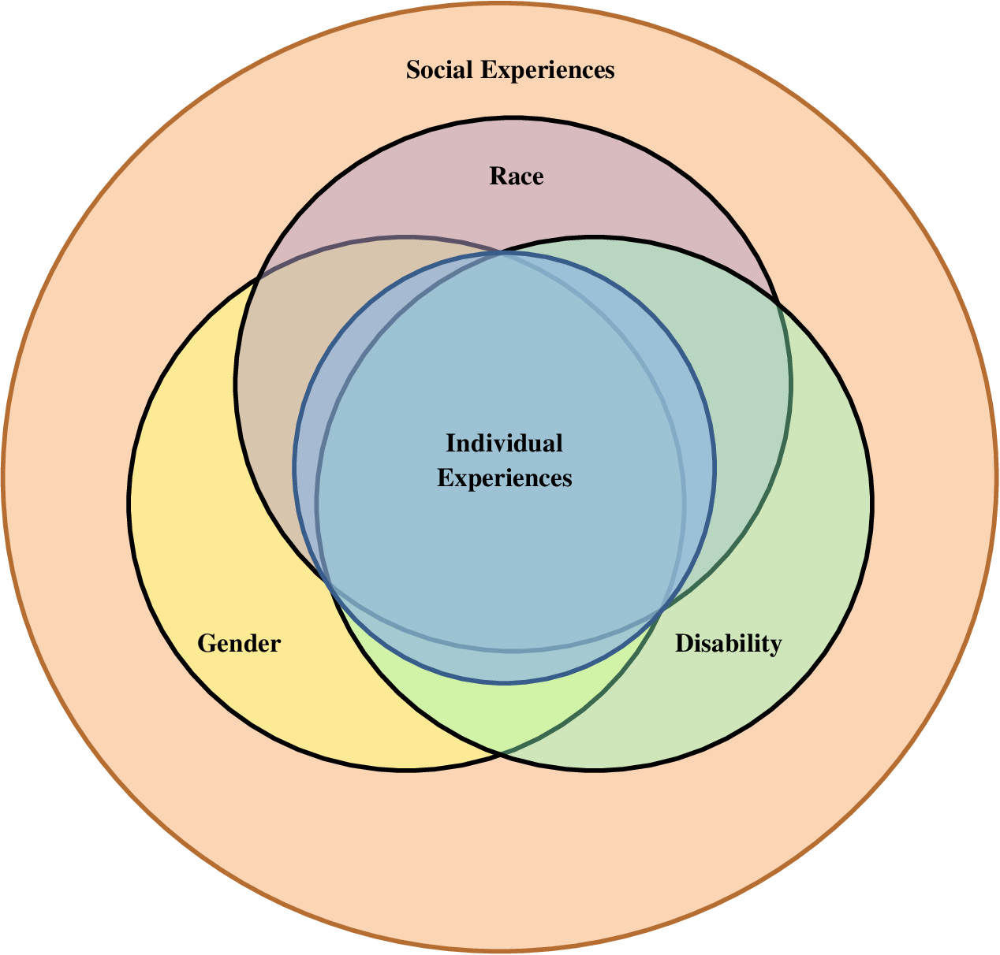 Social Experiences
Race
Individual
Experiences
Gender
Disability